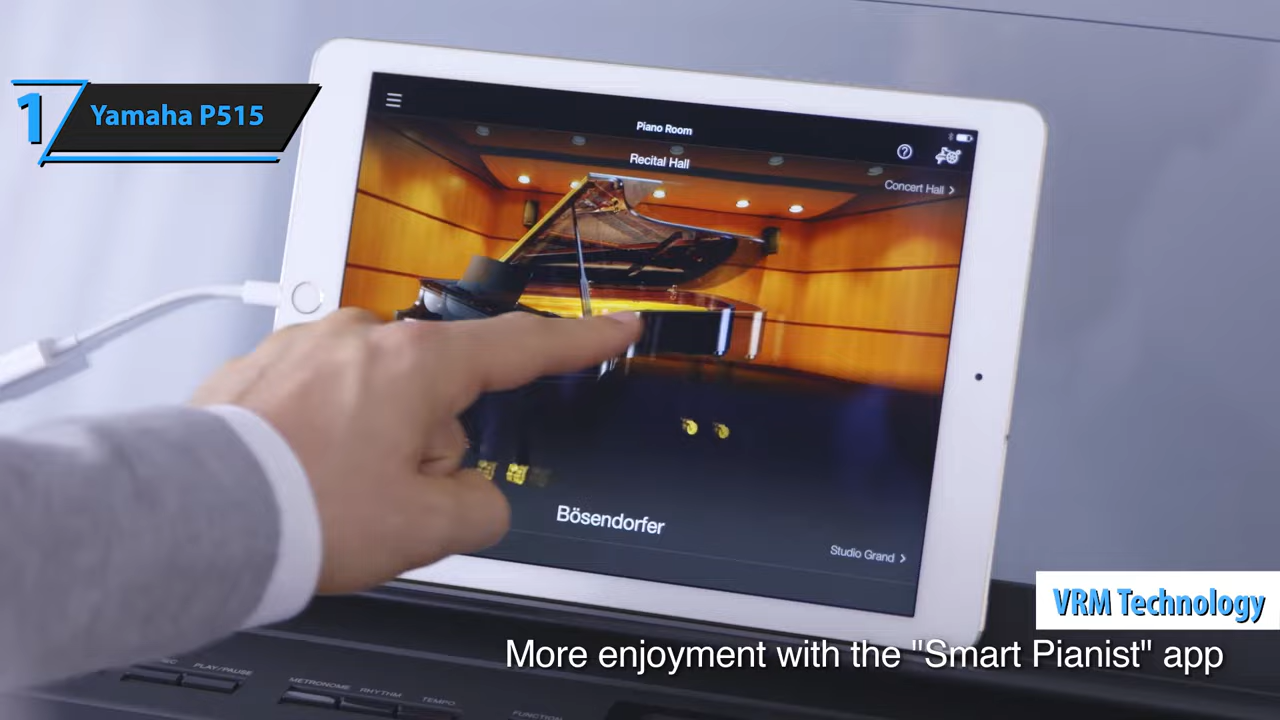 1
Yamaha P515
Piano Room
Recital Hall
Concert Hall
Bösendorfer
Studio Grand
VRM Technology
More enjoyment with the "Smart Pianist" app
PLAY/PAUSE
METRONOME
RHYTHM
TEMPO
FUNCTION